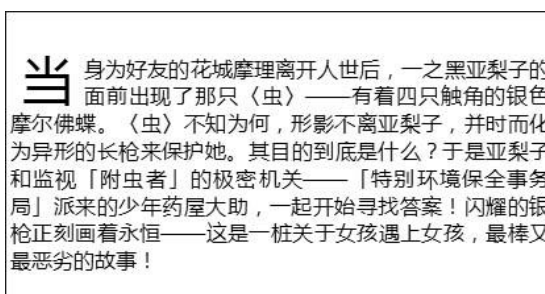 当身为好友的花城摩理离开人世后，一之黑亚梨子的
面前出现了那只〈虫〉——有着四只触角的银色
摩尔佛蝶。〈虫〉不知为何，形影不离亚梨子，并时而化
为异形的长枪来保护她。其目的到底是什么？于是亚梨子
和监视「附虫者」的极密机关——「特别环境保全事务
局」派来的少年药屋大助，一起开始寻找答案！闪耀的银
枪正刻画着永恒——这是一桩关于女孩遇上女孩，最棒又
最恶劣的故事！